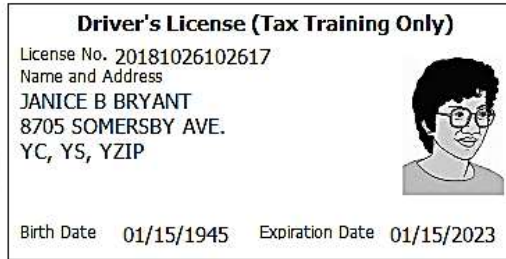 Driver's License (Tax Training Only)
License No. 20181026102617
Name and Address
JANICE B BRYANT
8705 SOMERSBY AVE.
YC, YS, YZIP
Birth Date 01/15/1945 Expiration Date 01/15/2023